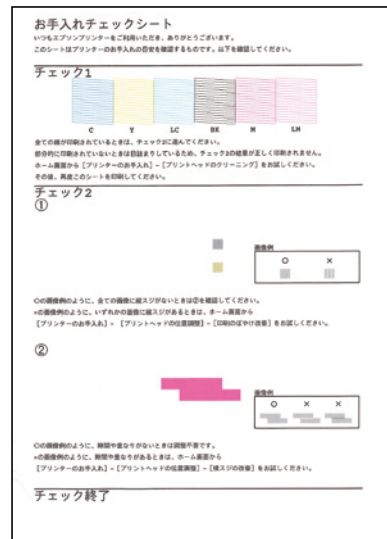 お手入れチェックシート
いつもエプソンプリンターをご利用いただき、ありがとうございます。
このシートはプリンターのお手入れの目安を確認するものです。以下を確認してください。
チェック1
C Y LC BK M LM
全ての線が印刷されているときは、チェック2に進んでください。
部分的に印刷されていないときは目詰まりしているため、チェック2の結果が正しく印刷されません。
ホーム画面から［プリンターのお手入れ］-［プリントヘッドのクリーニング］をお試しください。
その後、再度このシートを印刷してください。
チェック2
①
画像例
○ ×
○の画像例のように、全ての画像に縦スジがないときは②を確認してください。
×の画像例のように、いずれかの画像に縦スジがあるときは、ホーム画面から
［プリンターのお手入れ］-［プリントヘッドの位置調整］-［印刷のぼやけ改善］をお試しください。
②
画像例
○ × ×
○の画像例のように、隙間や重なりがないときは調整不要です。
×の画像例のように、隙間や重なりがあるときは、ホーム画面から
［プリンターのお手入れ］-［プリントヘッドの位置調整］-［横スジの改善］をお試しください。
チェック終了